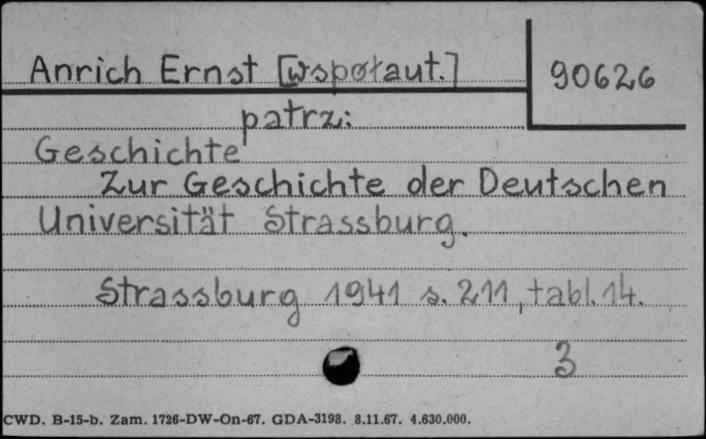 Anrich Ernst [współaut.]
90626
patrz:
Geschichte
Zur Geschichte der Deutschen
Universität Strassburg.
Strassburg 1941 s. 211, tabl. 14.
3
CWD. B-15-b. Zam. 1726-DW-On-67. GDA-3198. 8.11.67. 4.630.000.